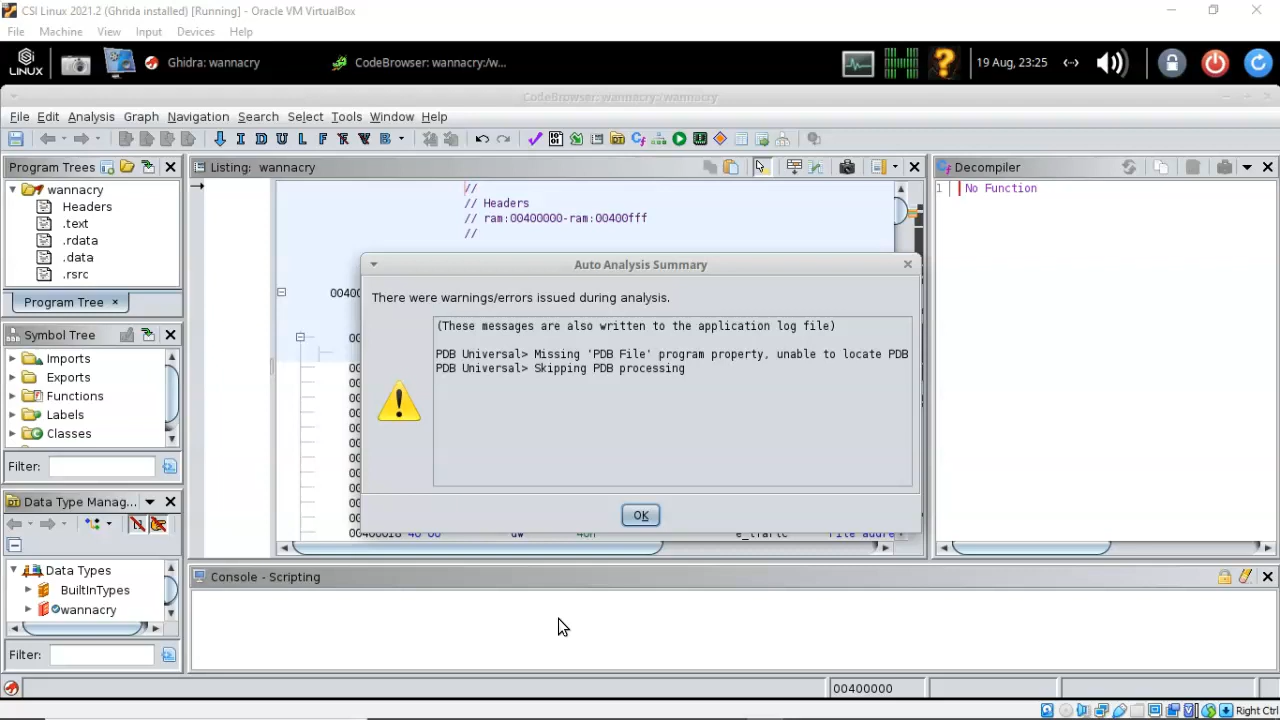 CSI Linux 2021.2 (Ghrida installed) [Running] - Oracle VM VirtualBox
File Machine View Input Devices Help
LINUX
Ghidra: wannacry
CodeBrowser: wannacry:/w...
19 Aug, 23:25
CodeBrowser: wannacry:/wannacry
File Edit Analysis Graph Navigation Search Select Tools Window Help
I D U L F R V B
Program Trees
Listing: wannacry
Decompiler
wannacry
Headers
.text
.rdata
.data
.rsrc
Program Tree ×
//
// Headers
// ram:00400000-ram:00400fff
//
1 No Function
Symbol Tree
Imports
Exports
Functions
Labels
Classes
Filter:
Auto Analysis Summary
There were warnings/errors issued during analysis.
(These messages are also written to the application log file)
PDB Universal> Missing 'PDB File' program property, unable to locate PDB
PDB Universal> Skipping PDB processing
OK
Data Type Manag...
Data Types
BuiltInTypes
wannacry
Filter:
Console - Scripting
00400000
Right Ctrl